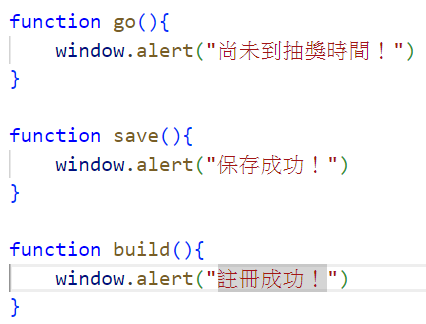 function go(){
    window.alert("尚未到抽獎時間！")
}
function save(){
    window.alert("保存成功！")
}
function build(){
    window.alert("註冊成功！")
}